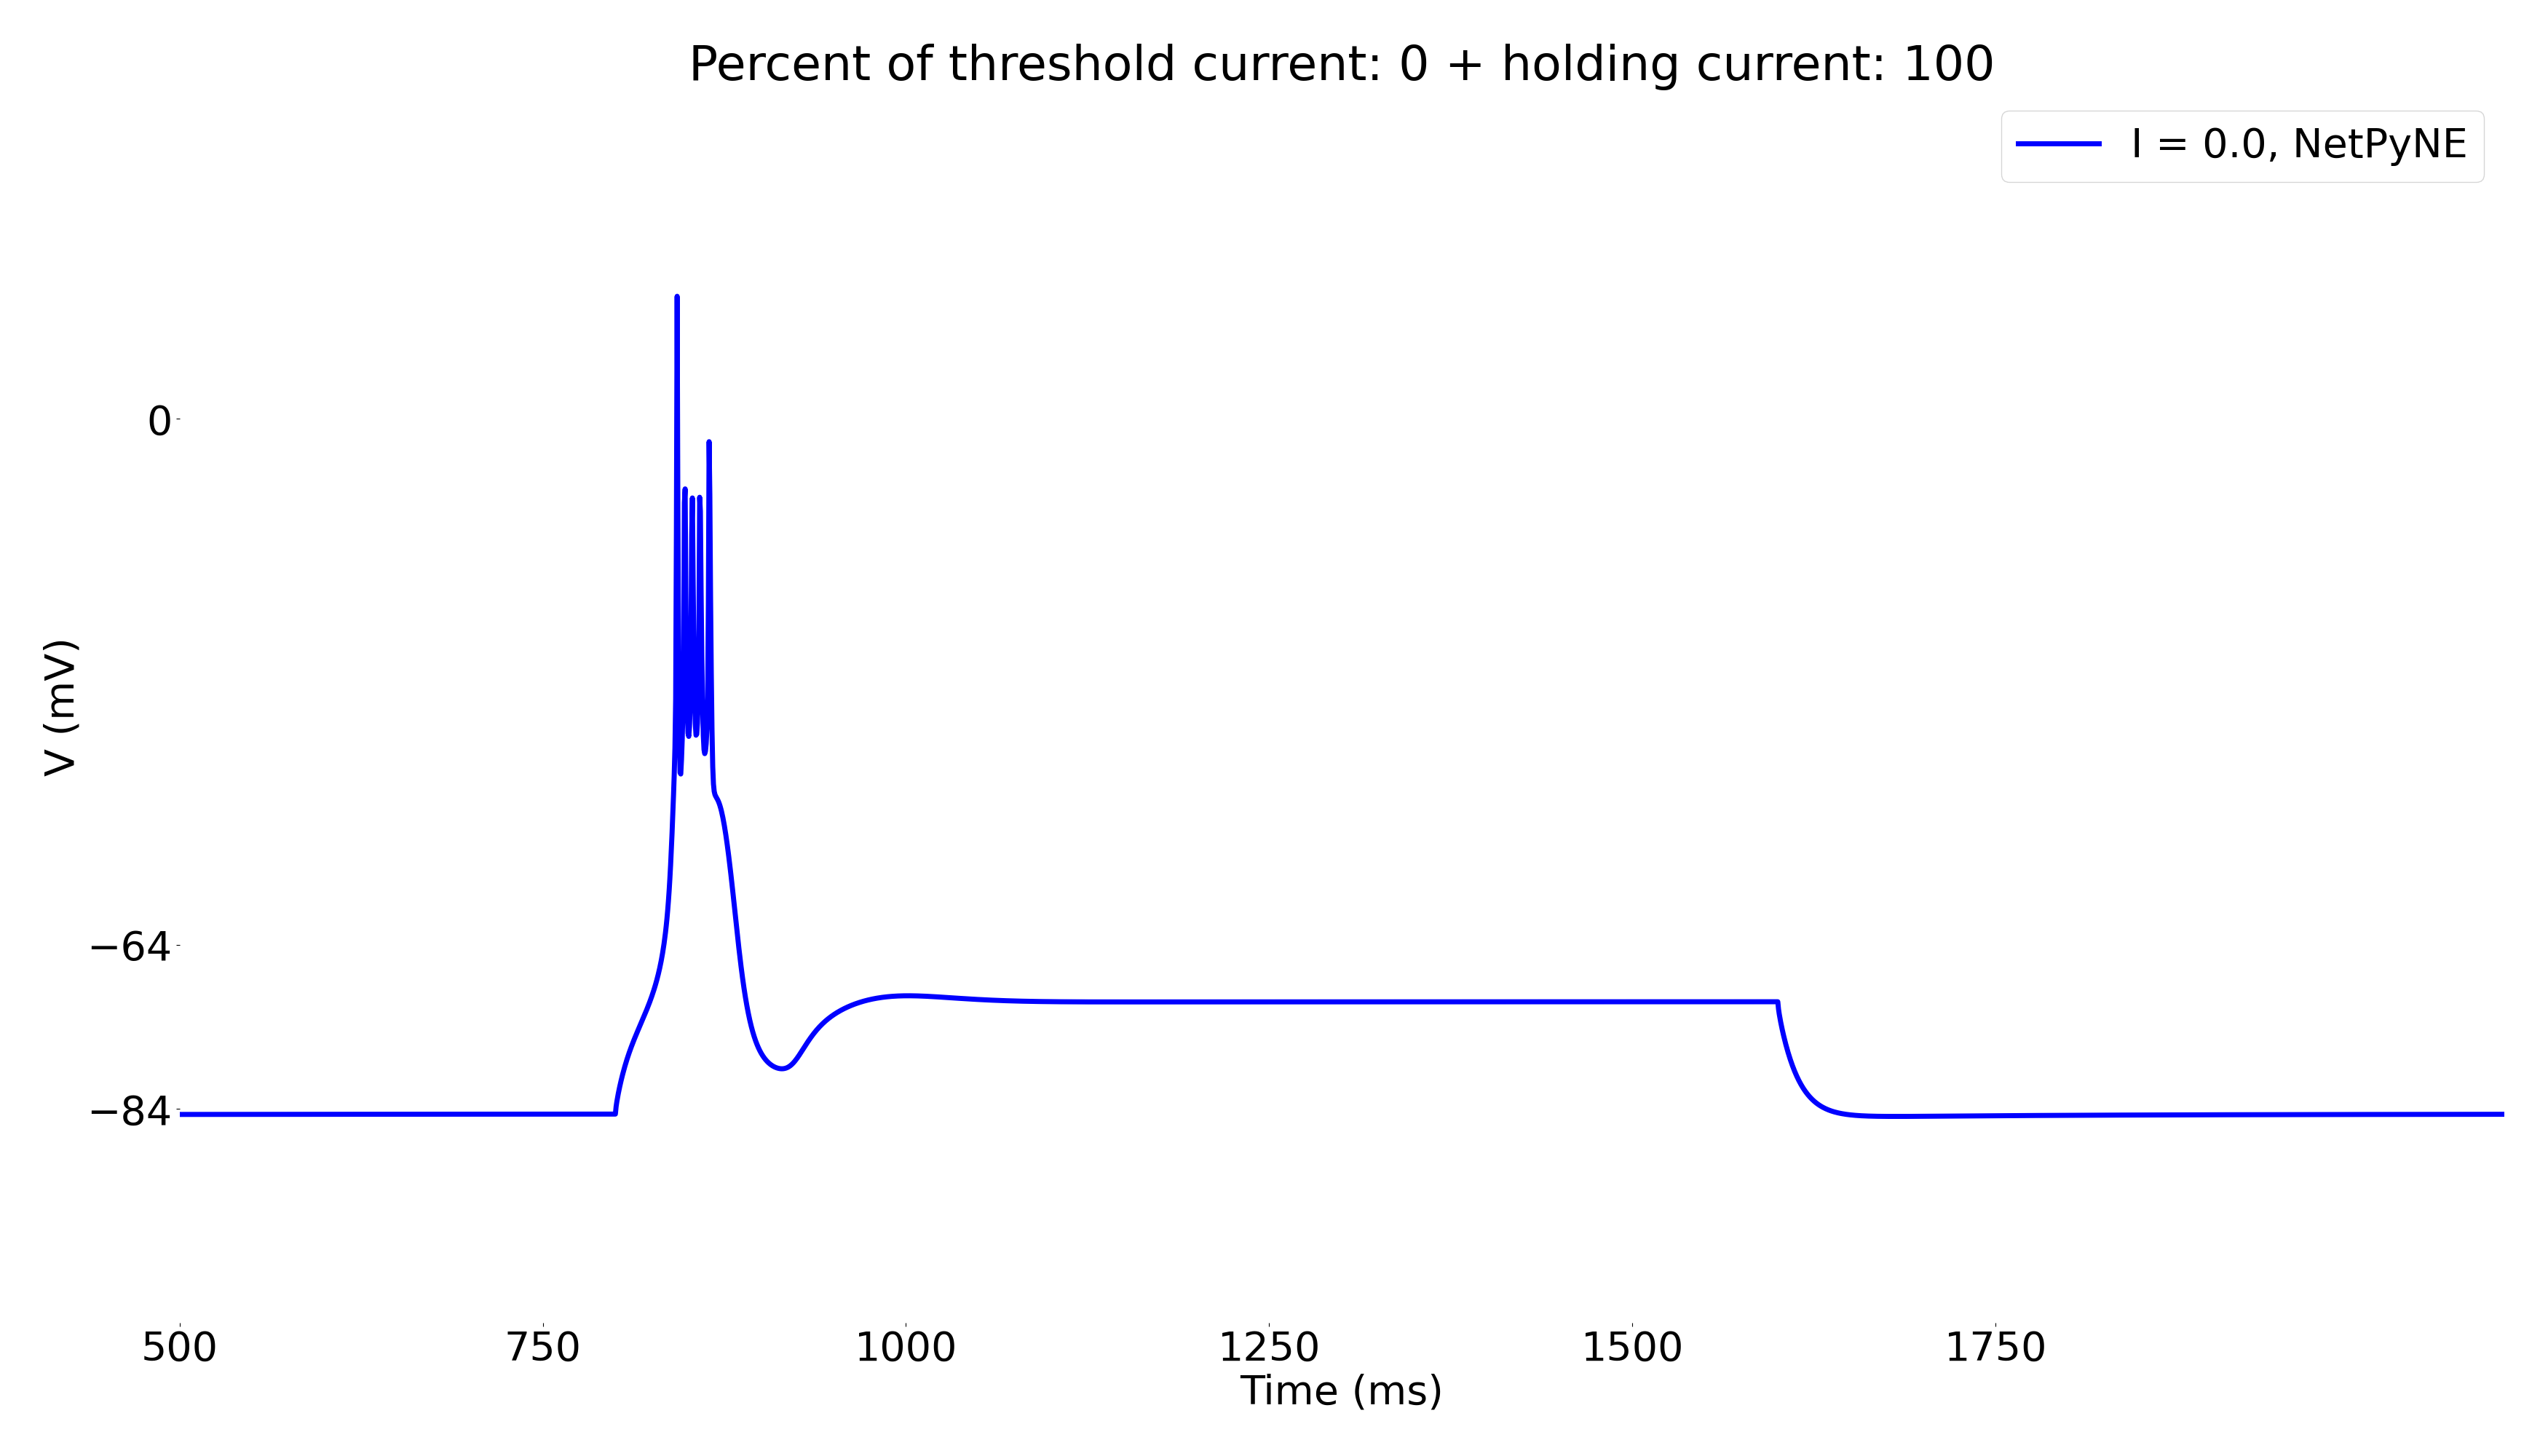 Percent of threshold current: 0 + holding current: 100
I = 0.0, NetPyNE
0
−64
−84
V (mV)
500 750 1000 1250 1500 1750
Time (ms)